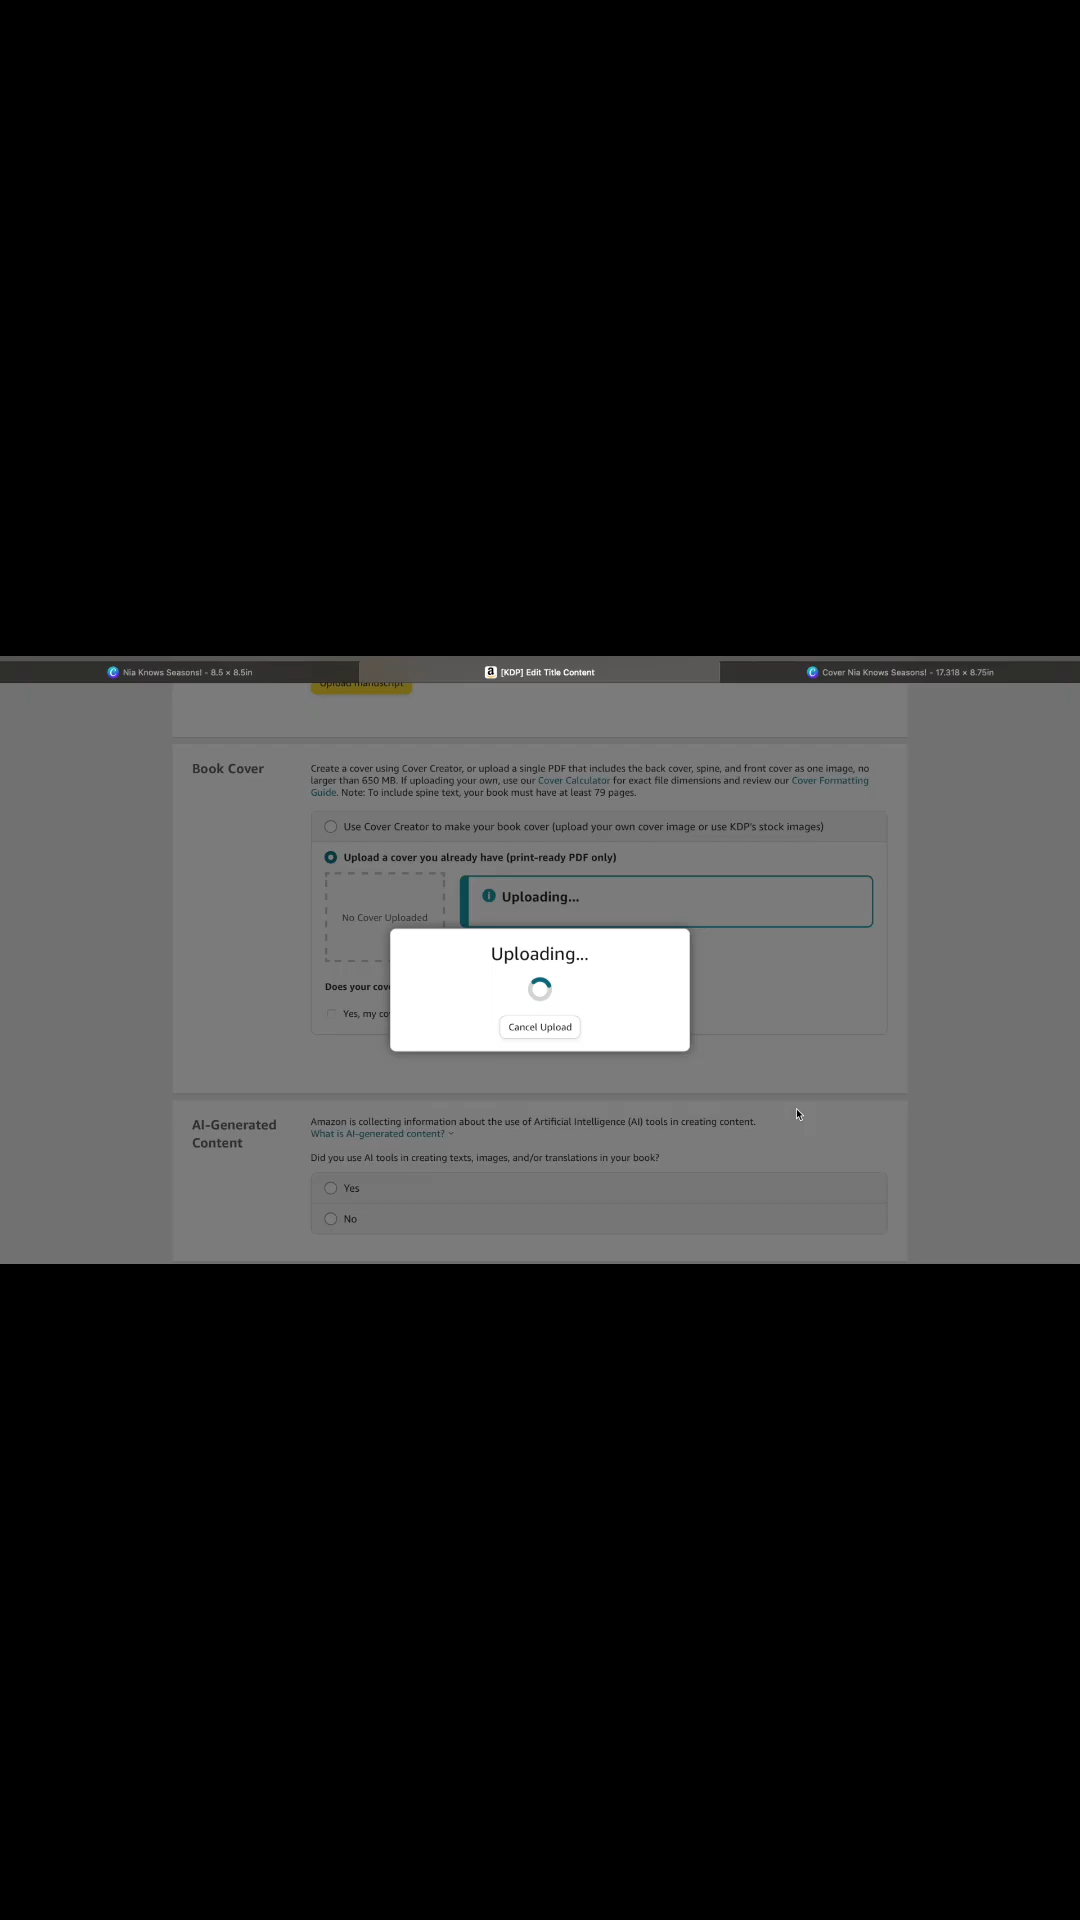 Nia Knows Seasons! - 8.5 × 8.5in
[KDP] Edit Title Content
Cover Nia Knows Seasons! - 17.318 × 8.75in
Upload manuscript
Book Cover
Create a cover using Cover Creator, or upload a single PDF that includes the back cover, spine, and front cover as one image, no
larger than 650 MB. If uploading your own, use our Cover Calculator for exact file dimensions and review our Cover Formatting
Guide. Note: To include spine text, your book must have at least 79 pages.
Use Cover Creator to make your book cover (upload your own cover image or use KDP's stock images)
Upload a cover you already have (print-ready PDF only)
No Cover Uploaded
Uploading...
Uploading...
Cancel Upload
Does your cov
Yes, my co
AI-Generated
Content
Amazon is collecting information about the use of Artificial Intelligence (AI) tools in creating content.
What is AI-generated content?
Did you use AI tools in creating texts, images, and/or translations in your book?
Yes
No